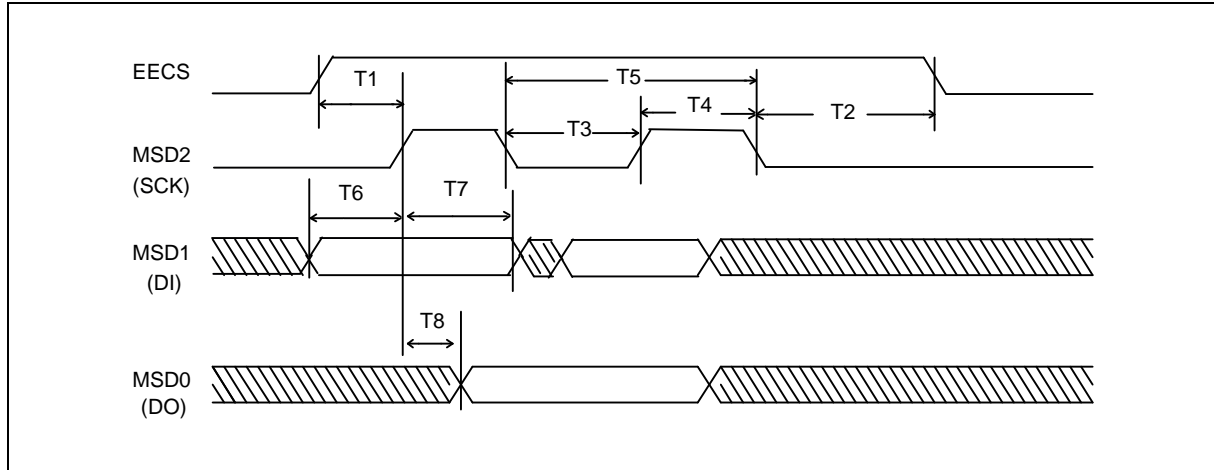 EECS
T1
T5
T4
T2
T3
MSD2
(SCK)
T6
T7
MSD1
(DI)
T8
MSD0
(DO)